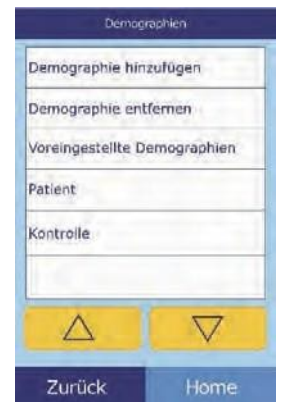 Demographien
Demographie hinzufügen
Demographie entfernen
Voreingestellte Demographien
Patient
Kontrolle
Zurück Home